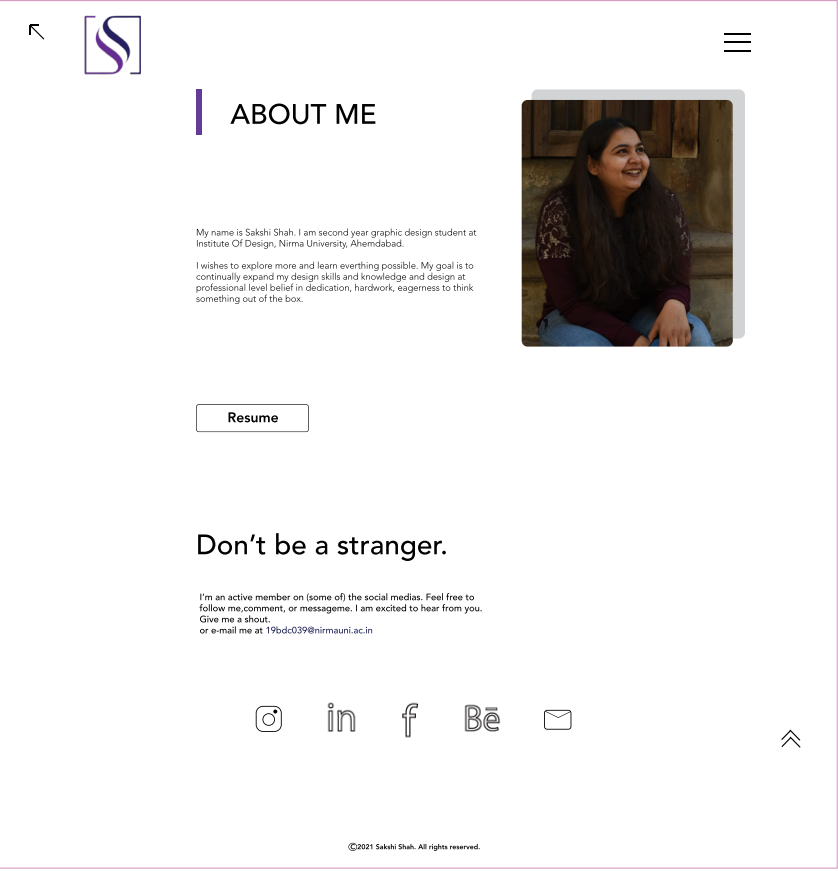 ABOUT ME
My name is Sakshi Shah. I am second year graphic design student at
Institute Of Design, Nirma University, Ahemdabad.
I wishes to explore more and learn everthing possible. My goal is to
continually expand my design skills and knowledge and design at
professional level belief in dedication, hardwork, eagerness to think
something out of the box.
Resume
Don't be a stranger.
I'm an active member on (some of) the social medias. Feel free to
follow me,comment, or messageme. I am excited to hear from you.
Give me a shout.
or e-mail me at 19bdc039@nirmauni.ac.in
in f Bē
©2021 Sakshi Shah. All rights reserved.